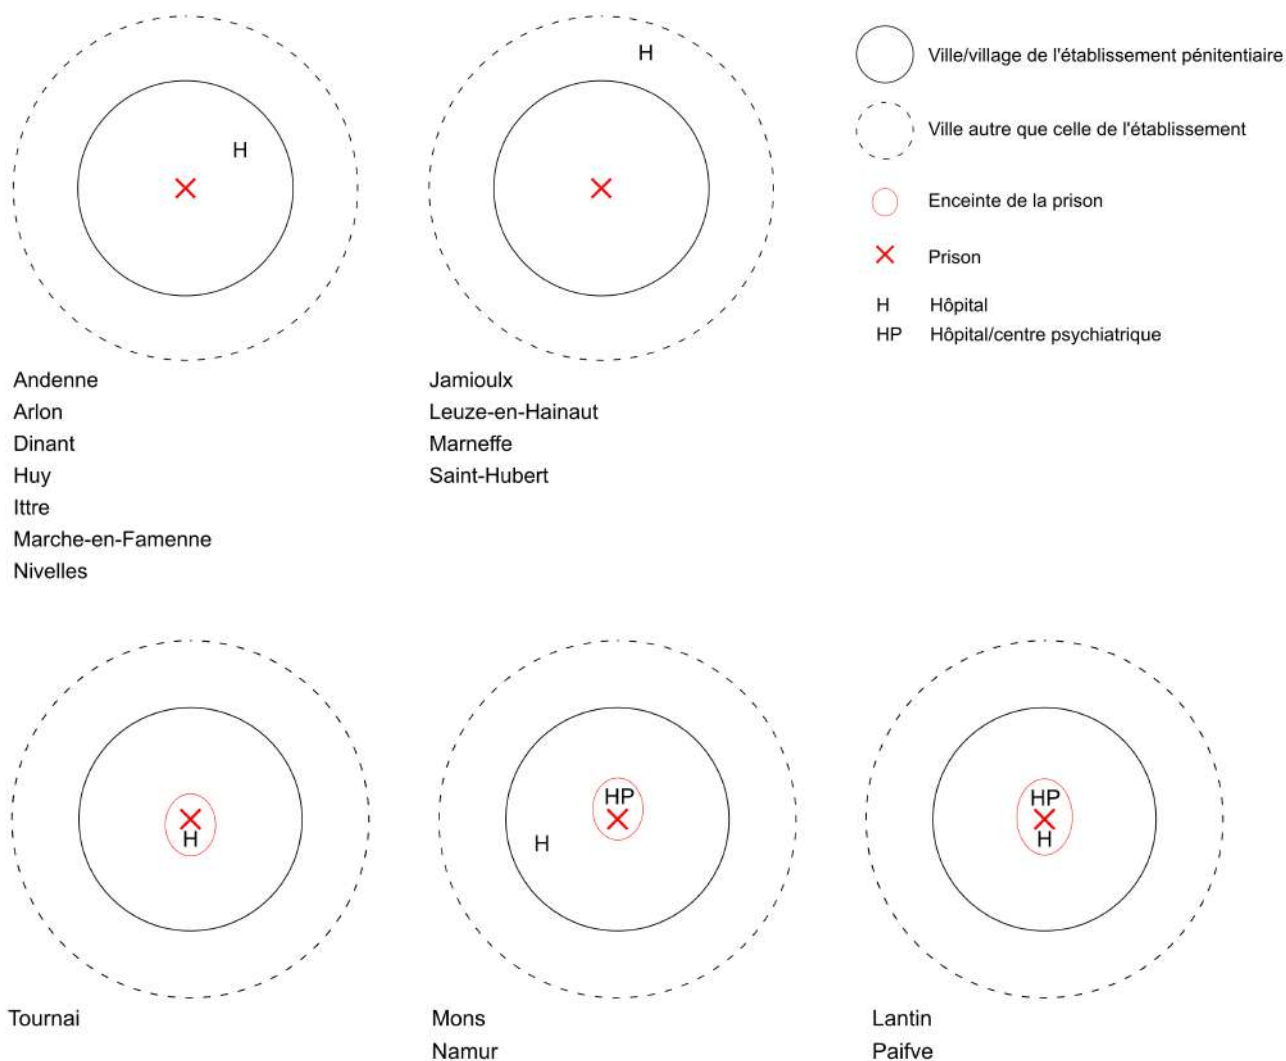 H
Andenne
Arlon
Dinant
Huy
Ittre
Marche-en-Famenne
Nivelles
H
Jamioulx
Leuze-en-Hainaut
Marneffe
Saint-Hubert
Ville/village de l'établissement pénitentiaire
Ville autre que celle de l'établissement
Enceinte de la prison
Prison
H Hôpital
HP Hôpital/centre psychiatrique
H
Tournai
HP
H
Mons
Namur
HP
H
Lantin
Paifve